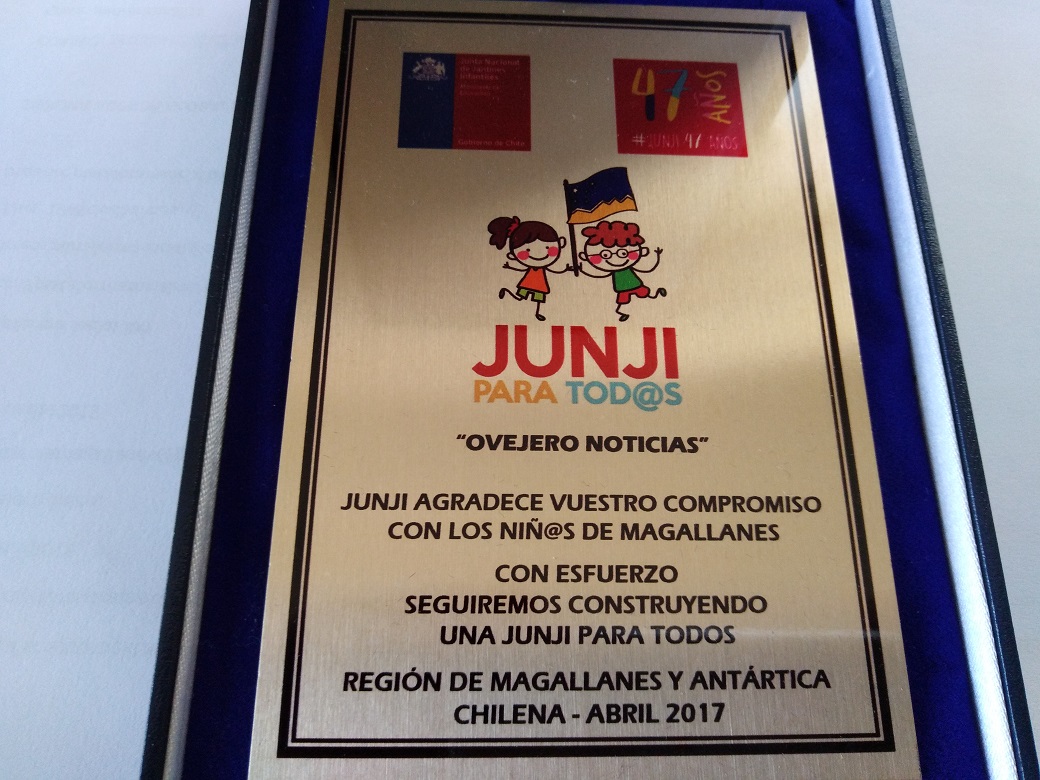 Junta Nacional
de Jardines
Infantiles
Gobierno de Chile
47
AÑOS
#JUNJI 47 AÑOS
JUNJI
PARA TOD@S
“OVEJERO NOTICIAS”
JUNJI AGRADECE VUESTRO COMPROMISO
CON LOS NIÑ@S DE MAGALLANES
CON ESFUERZO
SEGUIREMOS CONSTRUYENDO
UNA JUNJI PARA TODOS
REGIÓN DE MAGALLANES Y ANTÁRTICA
CHILENA - ABRIL 2017